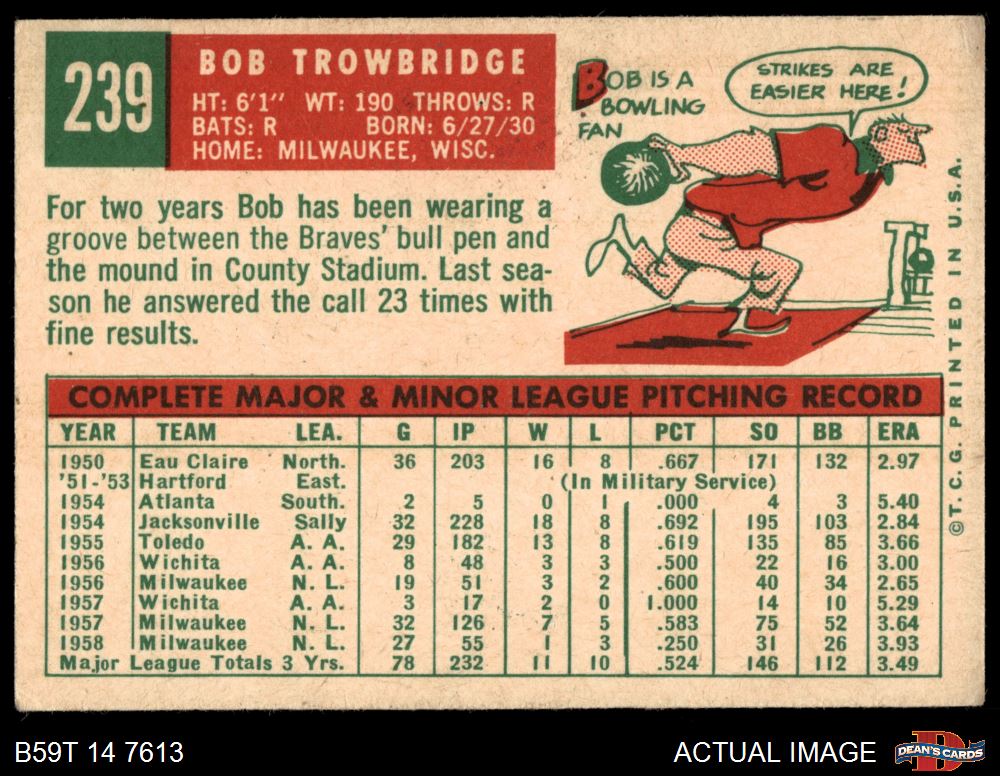 239
BOB TROWBRIDGE
HT: 6'1" WT: 190 THROWS: R
BATS: R BORN: 6/27/30
HOME: MILWAUKEE, WISC.
For two years Bob has been wearing a
groove between the Braves' bull pen and
the mound in County Stadium. Last sea-
son he answered the call 23 times with
fine results.
BOB IS A
BOWLING
FAN
STRIKES ARE
EASIER HERE!
COMPLETE MAJOR & MINOR LEAGUE PITCHING RECORD
YEAR TEAM LEA. G IP W L PCT SO BB ERA
1950 Eau Claire North. 36 203 16 8 .667 171 132 2.97
'51-'53 Hartford East. (In Military Service)
1954 Atlanta South. 2 5 0 1 .000 4 3 5.40
1954 Jacksonville Sally 32 228 18 8 .692 195 103 2.84
1955 Toledo A. A. 29 182 13 8 .619 135 85 3.66
1956 Wichita A. A. 8 48 3 3 .500 22 16 3.00
1956 Milwaukee N. L. 19 51 3 2 .600 40 34 2.65
1957 Wichita A. A. 3 17 2 0 1.000 14 10 5.29
1957 Milwaukee N. L. 32 126 7 5 .583 75 52 3.64
1958 Milwaukee N. L. 27 55 1 3 .250 31 26 3.93
Major League Totals 3 Yrs. 78 232 11 10 .524 146 112 3.49
©T.C.G. PRINTED IN U.S.A.
B59T 14 7613
ACTUAL IMAGE
DEAN'S CARDS